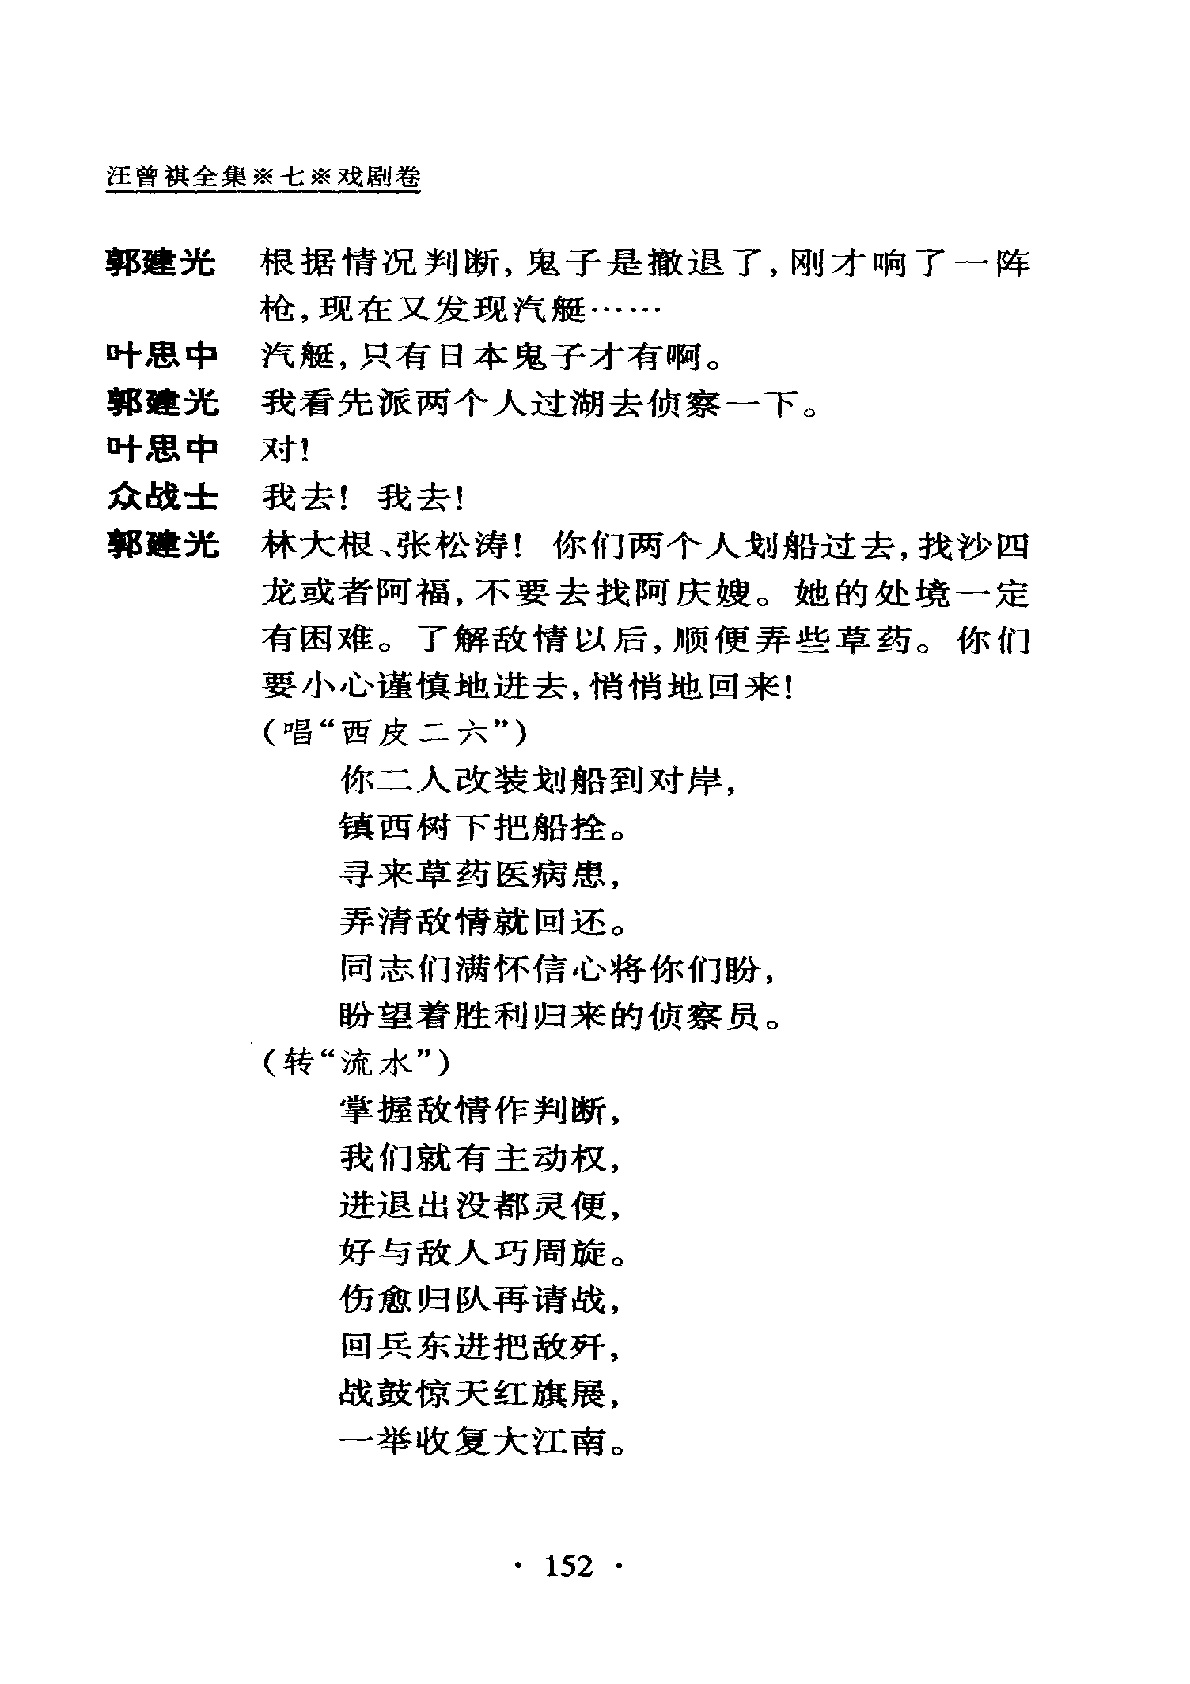 汪曾祺全集※七※戏剧卷
郭建光 根据情况判断,鬼子是撤退了,刚才响了一阵
枪,现在又发现汽艇……
叶思中 汽艇,只有日本鬼子才有啊。
郭建光 我看先派两个人过湖去侦察一下。
叶思中 对!
众战士 我去! 我去!
郭建光 林大根、张松涛! 你们两个人划船过去,找沙四
龙或者阿福,不要去找阿庆嫂。她的处境一定
有困难。了解敌情以后,顺便弄些草药。你们
要小心谨慎地进去,悄悄地回来!
(唱“西皮二六”)
你二人改装划船到对岸,
镇西树下把船拴。
寻来草药医病患,
弄清敌情就回还。
同志们满怀信心将你们盼,
盼望着胜利归来的侦察员。
(转“流水”)
掌握敌情作判断,
我们就有主动权,
进退出没都灵便,
好与敌人巧周旋。
伤愈归队再请战,
回兵东进把敌歼,
战鼓惊天红旗展,
一举收复大江南。
· 152 ·